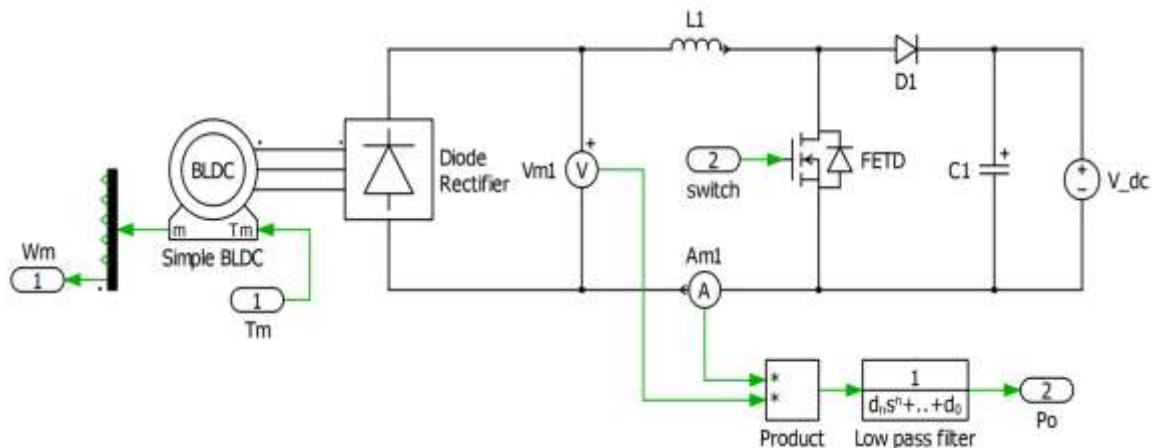 L1
D1
BLDC
Diode
Rectifier
Vm1
+
V
2
switch
FETD
C1
+
+
−
V_dc
m
Tm
Simple BLDC
Wm
1
1
Tm
Am1
A
*
*
Product
1
dₙsⁿ+..+d₀
Low pass filter
2
Po